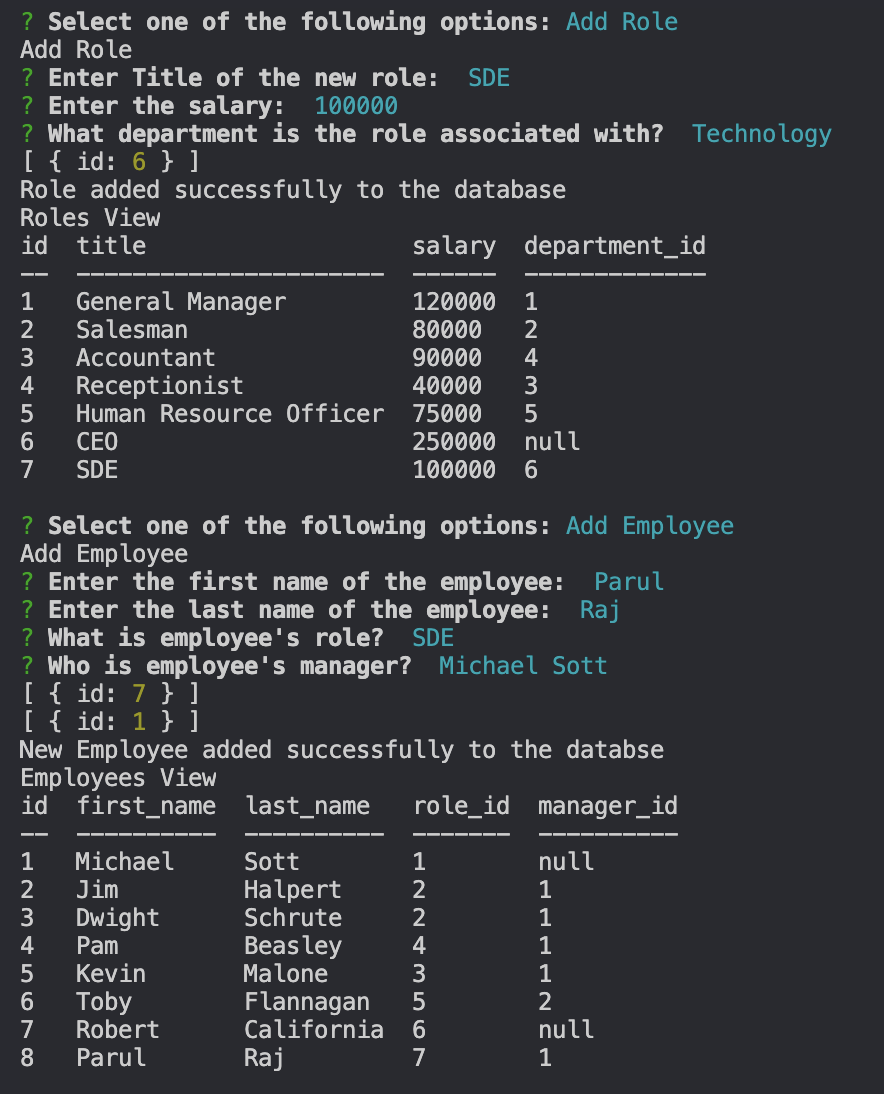 ? Select one of the following options: Add Role
Add Role
? Enter Title of the new role:  SDE
? Enter the salary:  100000
? What department is the role associated with?  Technology
[ { id: 6 } ]
Role added successfully to the database
Roles View
id  title                   salary  department_id
--  ----------------------  ------  -------------
1   General Manager         120000  1
2   Salesman                80000   2
3   Accountant              90000   4
4   Receptionist            40000   3
5   Human Resource Officer  75000   5
6   CEO                     250000  null
7   SDE                     100000  6
? Select one of the following options: Add Employee
Add Employee
? Enter the first name of the employee:  Parul
? Enter the last name of the employee:  Raj
? What is employee's role?  SDE
? Who is employee's manager?  Michael Sott
[ { id: 7 } ]
[ { id: 1 } ]
New Employee added successfully to the databse
Employees View
id  first_name  last_name   role_id  manager_id
--  ----------  ----------  -------  ----------
1   Michael     Sott        1        null
2   Jim         Halpert     2        1
3   Dwight      Schrute     2        1
4   Pam         Beasley     4        1
5   Kevin       Malone      3        1
6   Toby        Flannagan   5        2
7   Robert      California  6        null
8   Parul       Raj         7        1